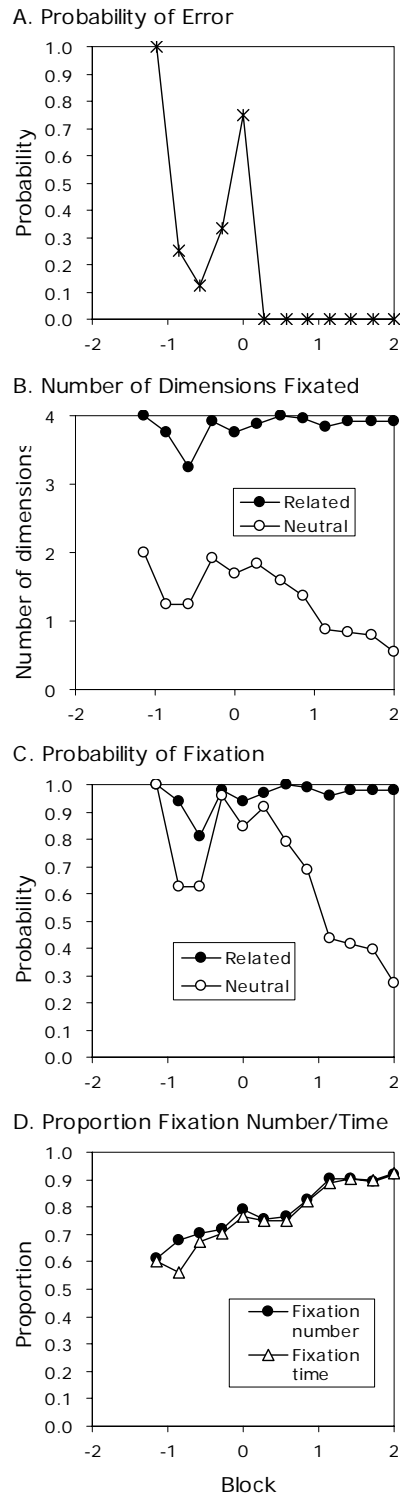 A. Probability of Error
1.0
0.9
0.8
0.7
0.6
0.5
0.4
0.3
0.2
0.1
0.0
Probability
-2 -1 0 1 2
B. Number of Dimensions Fixated
4
3
2
1
0
Number of dimensions
Related
Neutral
-2 -1 0 1 2
C. Probability of Fixation
1.0
0.9
0.8
0.7
0.6
0.5
0.4
0.3
0.2
0.1
0.0
Probability
Related
Neutral
-2 -1 0 1 2
D. Proportion Fixation Number/Time
1.0
0.9
0.8
0.7
0.6
0.5
0.4
0.3
0.2
0.1
0.0
Proportion
Fixation
number
Fixation
time
-2 -1 0 1 2
Block